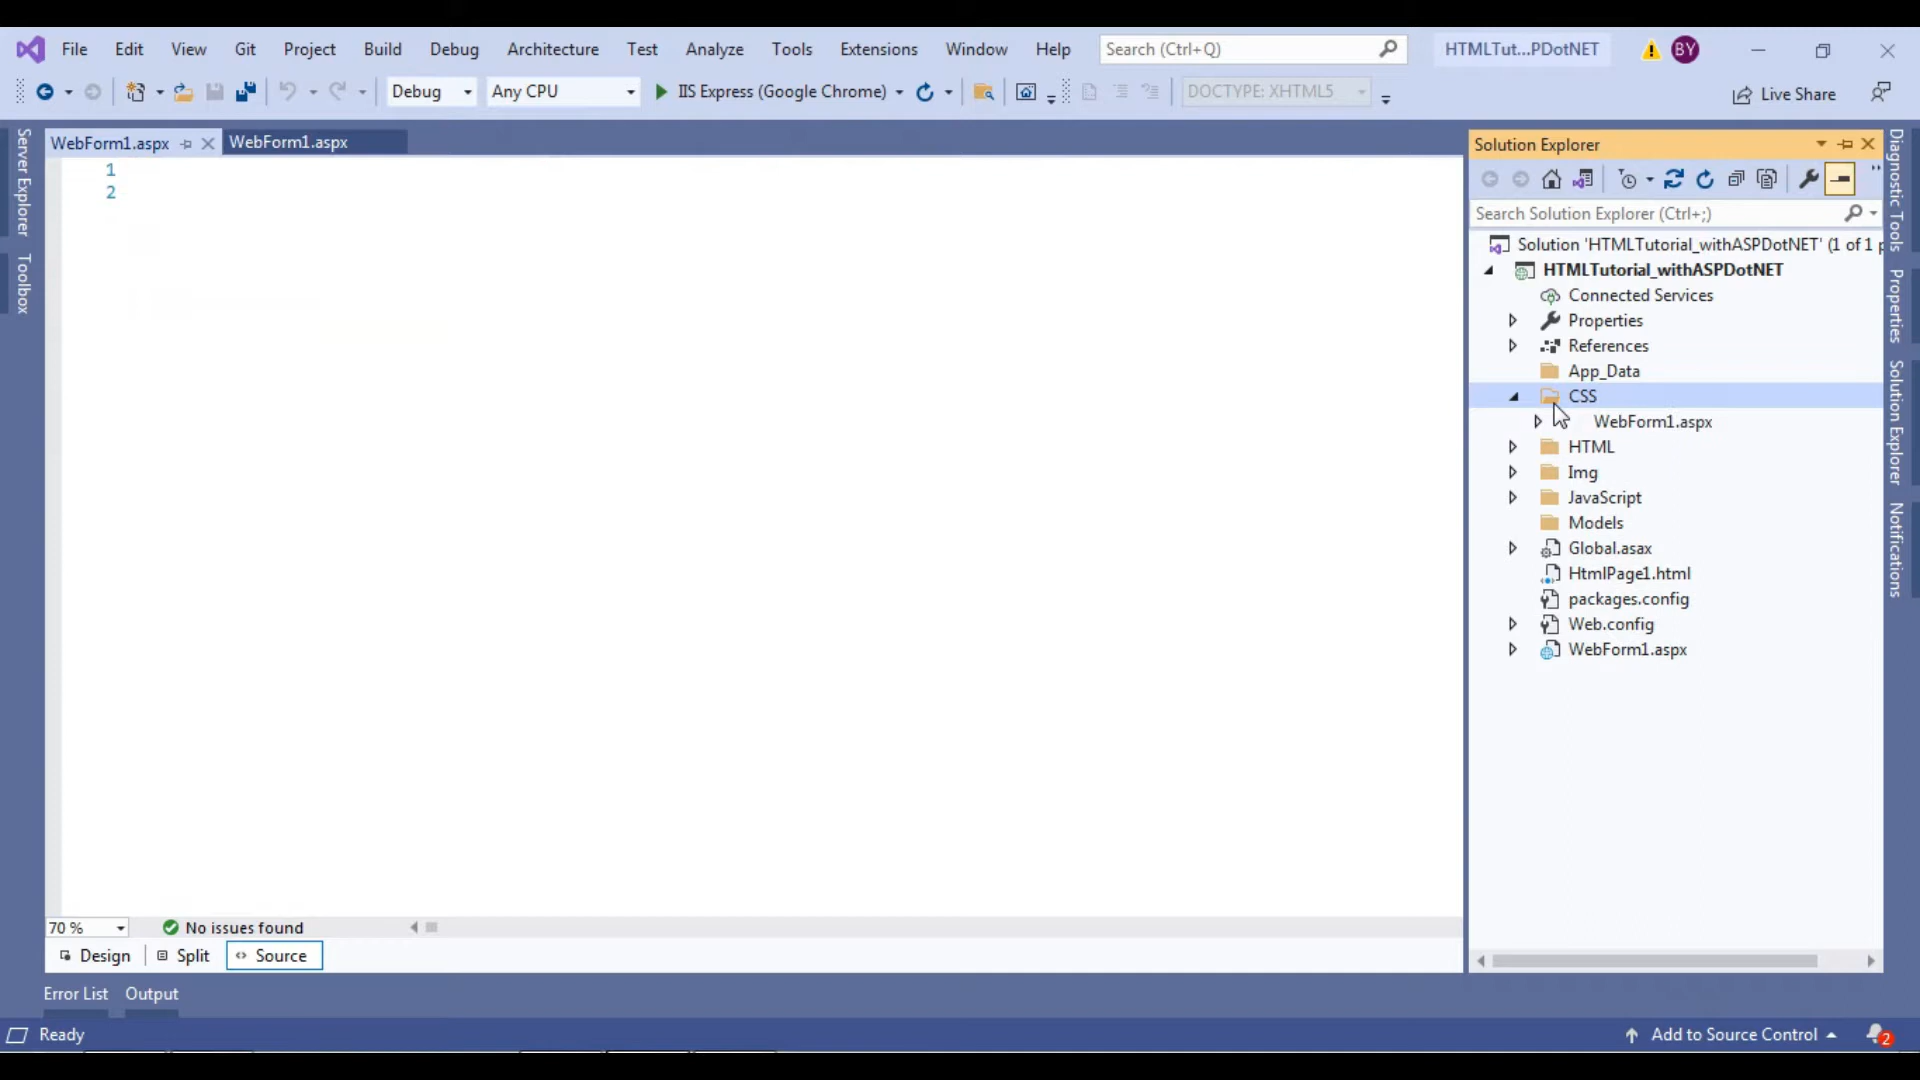 File Edit View Git Project Build Debug Architecture Test Analyze Tools Extensions Window Help Search (Ctrl+Q) HTMLTut...PDotNET BY
Debug Any CPU IIS Express (Google Chrome) DOCTYPE: XHTML5 Live Share
WebForm1.aspx WebForm1.aspx
Server Explorer
Toolbox
1
2
70 % No issues found
Design Split Source
Solution Explorer
Search Solution Explorer (Ctrl+;)
Solution 'HTMLTutorial_withASPDotNET' (1 of 1 p
HTMLTutorial_withASPDotNET
Connected Services
Properties
References
App_Data
CSS
WebForm1.aspx
HTML
Img
JavaScript
Models
Global.asax
HtmlPage1.html
packages.config
Web.config
WebForm1.aspx
Diagnostic Tools
Properties
Solution Explorer
Notifications
Error List Output
Ready Add to Source Control 2